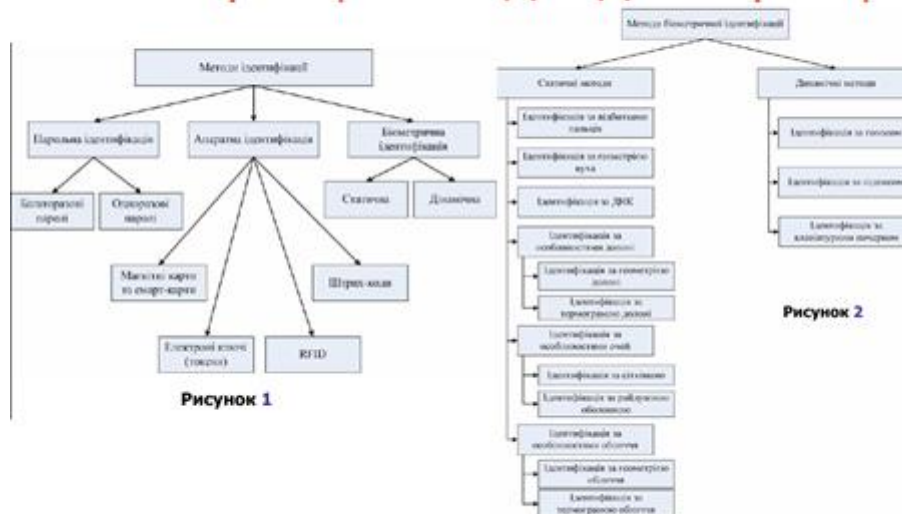 Методи ідентифікації
Парольна ідентифікація
Апаратна ідентифікація
Біометрична
ідентифікація
Багаторазові
паролі
Одноразові
паролі
Статична
Динамічна
Магнітні карти
та смарт-карти
Штрих-коди
Електронні ключі
(токени)
RFID
Рисунок 1
Методи біометричної ідентифікації
Статичні методи
Динамічні методи
Ідентифікація за відбитками
пальців
Ідентифікація за геометрією
вуха
Ідентифікація за ДНК
Ідентифікація за
особливостями долоні
Ідентифікація за геометрією
долоні
Ідентифікація за
термограмою долоні
Ідентифікація за
особливостями очей
Ідентифікація за сітківкою
Ідентифікація за райдужною
оболонкою
Ідентифікація за
особливостями обличчя
Ідентифікація за геометрією
обличчя
Ідентифікація за
термограмою обличчя
Ідентифікація за голосом
Ідентифікація за
Ідентифікація за
клавіатурним почерком
Рисунок 2